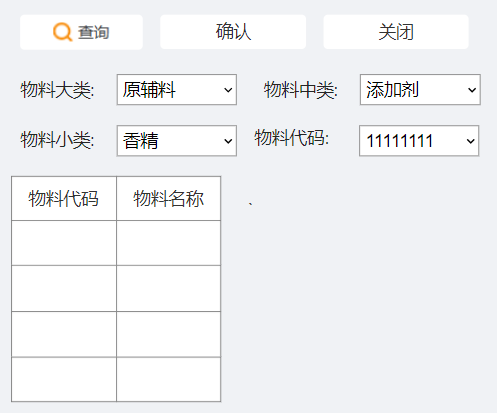 查询 确认 关闭
物料大类: 原辅料 物料中类: 添加剂
物料小类: 香精 物料代码: 11111111
物料代码 物料名称 、